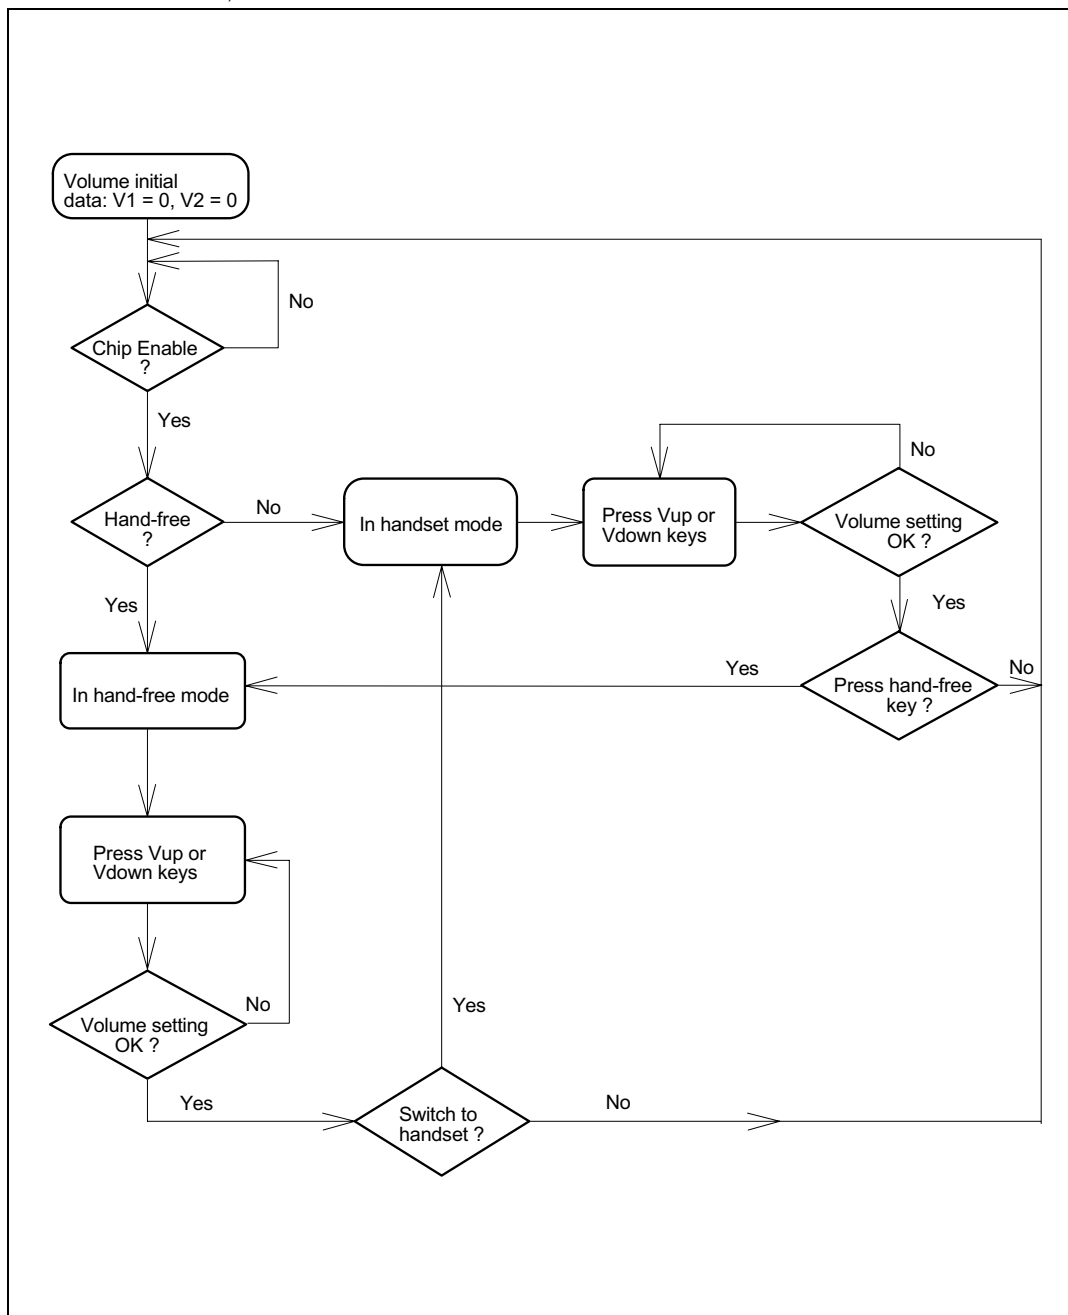 Volume initial
data: V1 = 0, V2 = 0
No
Chip Enable
?
Yes
No
Hand-free
?
No
In handset mode
Press Vup or
Vdown keys
Volume setting
OK ?
Yes
Yes
In hand-free mode
Yes
Press hand-free
key ?
No
Press Vup or
Vdown keys
Volume setting
OK ?
No
Yes
Yes
Switch to
handset ?
No